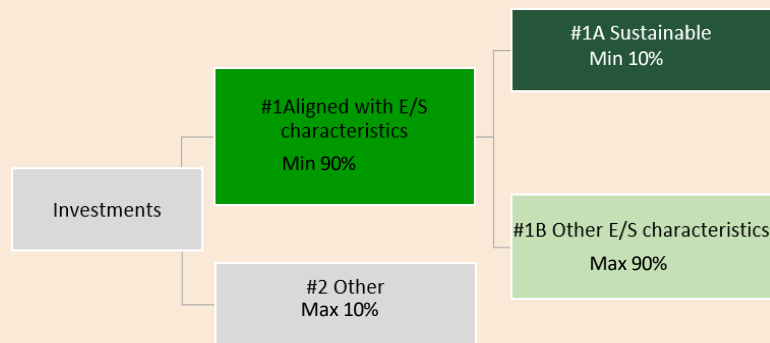 #1A Sustainable
Min 10%
#1Aligned with E/S
characteristics
Min 90%
Investments
#1B Other E/S characteristics
Max 90%
#2 Other
Max 10%